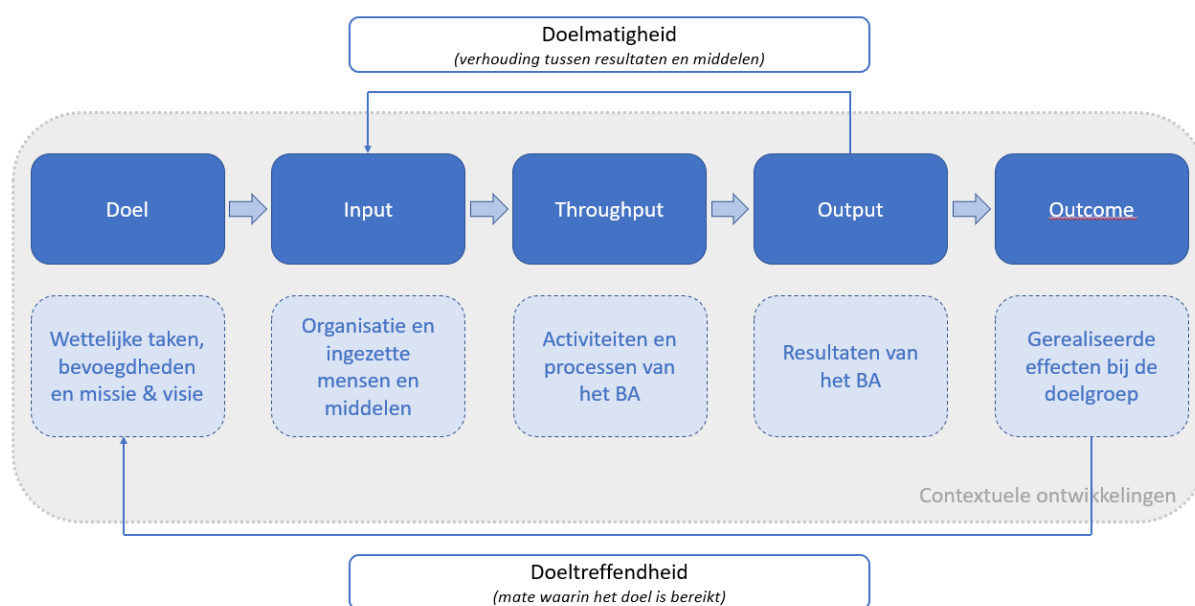 Doelmatigheid
(verhouding tussen resultaten en middelen)
Doel
Input
Throughput
Output
Outcome
Wettelijke taken,
bevoegdheden
en missie & visie
Organisatie en
ingezette
mensen en
middelen
Activiteiten en
processen van
het BA
Resultaten van
het BA
Gerealiseerde
effecten bij de
doelgroep
Contextuele ontwikkelingen
Doeltreffendheid
(mate waarin het doel is bereikt)